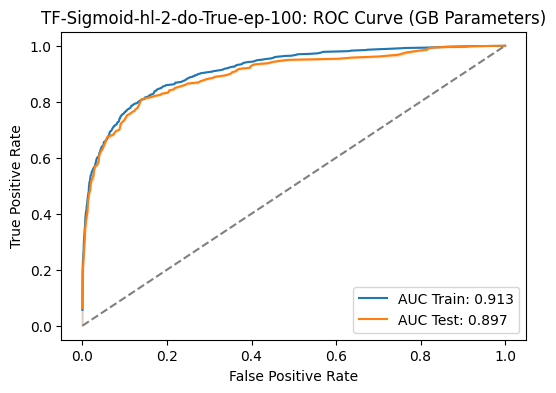 TF-Sigmoid-hl-2-do-True-ep-100: ROC Curve (GB Parameters)
1.0
0.8
0.6
0.4
0.2
0.0
True Positive Rate
AUC Train: 0.913
AUC Test: 0.897
0.0 0.2 0.4 0.6 0.8 1.0
False Positive Rate